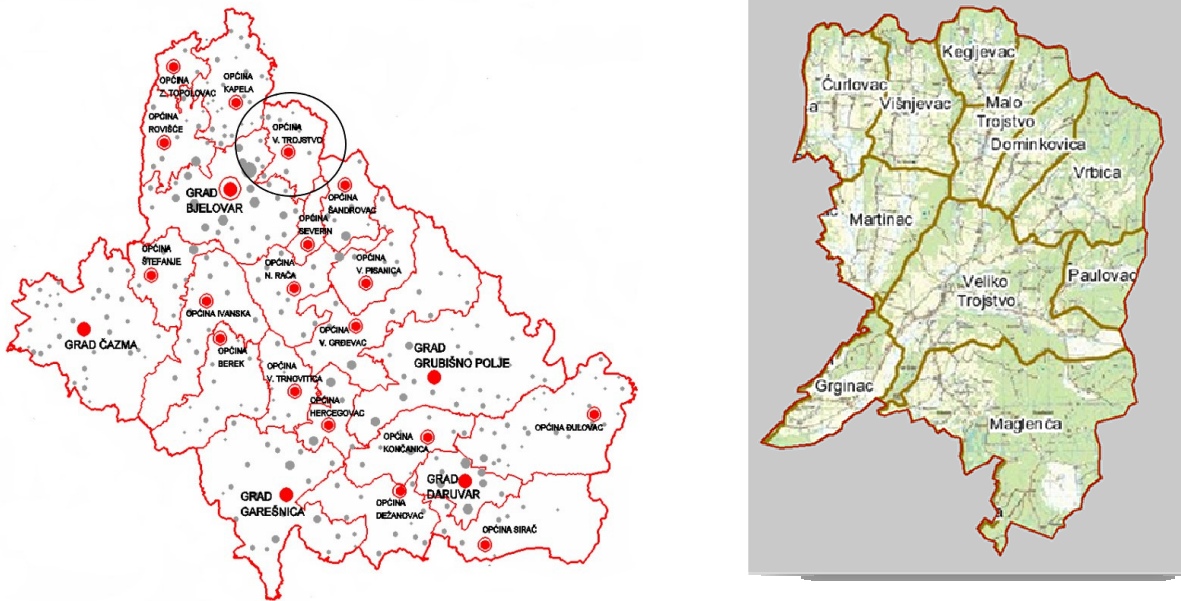 OPĆINA
Z. TOPOLOVAC
OPĆINA
KAPELA
OPĆINA
ROVIŠĆE
OPĆINA
V. TROJSTVO
GRAD
BJELOVAR
OPĆINA
ŠANDROVAC
OPĆINA
SEVERIN
OPĆINA
ŠTEFANJE
OPĆINA
N. RAČA
OPĆINA
V. PISANICA
OPĆINA IVANSKA
GRAD ČAZMA
OPĆINA
BEREK
OPĆINA
V. GRĐEVAC
GRAD
GRUBIŠNO POLJE
OPĆINA
V. TRNOVITICA
OPĆINA
HERCEGOVAC
OPĆINA ĐULOVAC
OPĆINA
KONČANICA
GRAD
GAREŠNICA
GRAD
DARUVAR
OPĆINA
DEŽANOVAC
OPĆINA SIRAČ
Kegljevac
Ćurlovac
Višnjevac
Malo
Trojstvo
Dominkovica
Vrbica
Martinac
Veliko
Trojstvo
Paulovac
Grginac
Maglenča